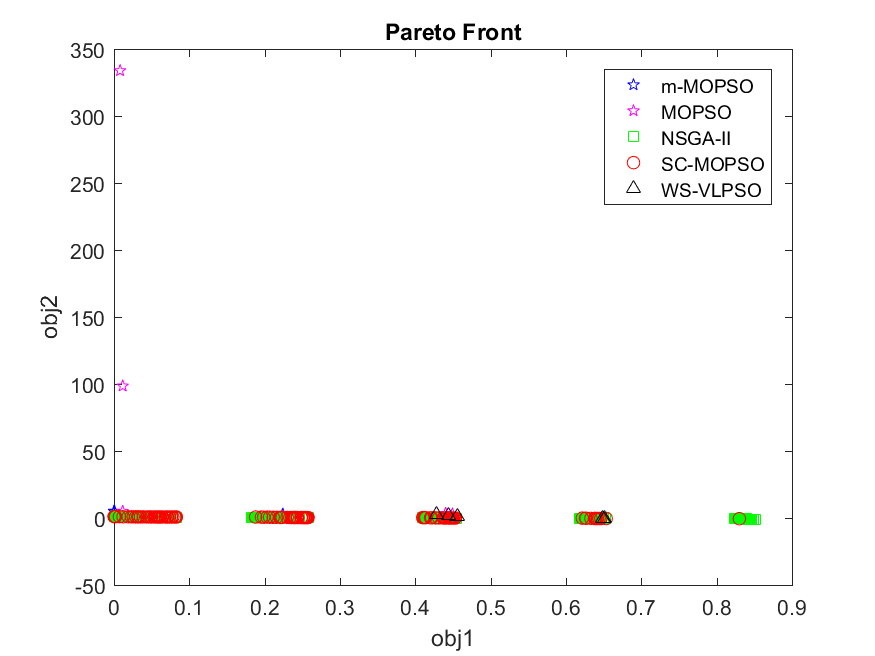 Pareto Front
350
300
250
200
150
100
50
0
-50
obj2
m-MOPSO
MOPSO
NSGA-II
SC-MOPSO
WS-VLPSO
0 0.1 0.2 0.3 0.4 0.5 0.6 0.7 0.8 0.9
obj1